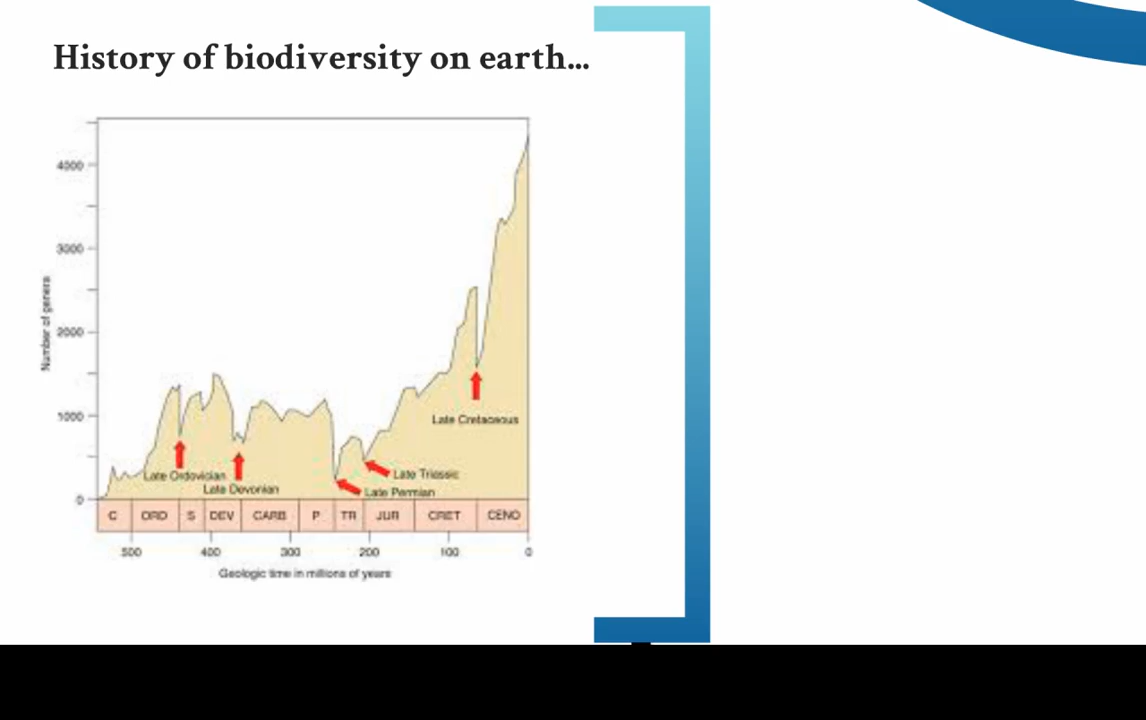 History of biodiversity on earth...
4000
3000
2000
1000
0
Number of genera
Late Cretaceous
Late Ordovician
Late Triassic
Late Devonian
Late Permian
C ORD S DEV CARB P TR JUR CRET CENO
500 400 300 200 100 0
Geologic time in millions of years